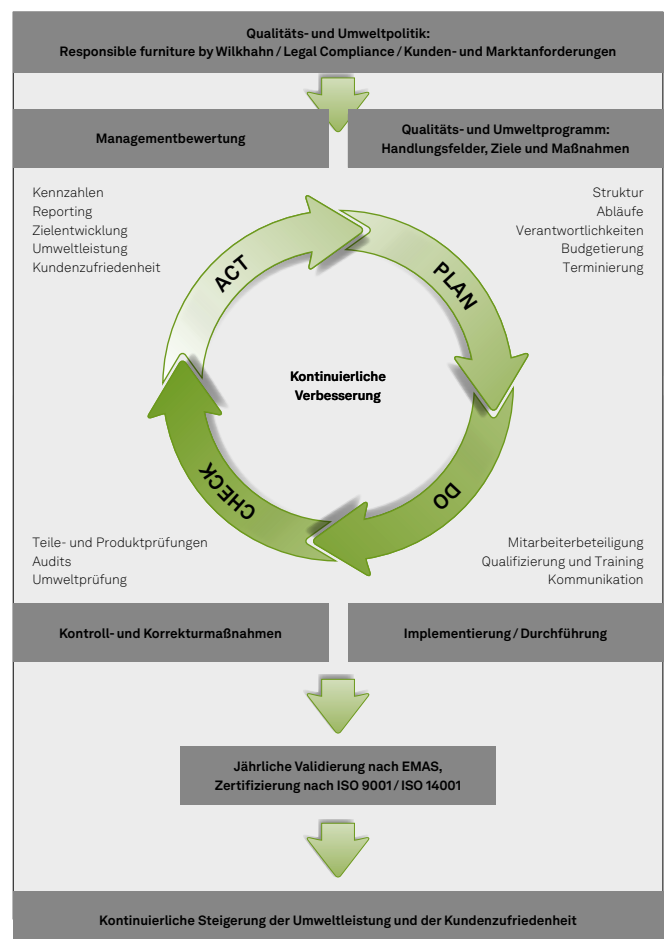 Qualitäts- und Umweltpolitik:
Responsible furniture by Wilkhahn / Legal Compliance / Kunden- und Marktanforderungen
Managementbewertung
Qualitäts- und Umweltprogramm:
Handlungsfelder, Ziele und Maßnahmen
Kennzahlen
Reporting
Zielentwicklung
Umweltleistung
Kundenzufriedenheit
Struktur
Abläufe
Verantwortlichkeiten
Budgetierung
Terminierung
ACT
PLAN
Kontinuierliche
Verbesserung
CHECK
DO
Teile- und Produktprüfungen
Audits
Umweltprüfung
Mitarbeiterbeteiligung
Qualifizierung und Training
Kommunikation
Kontroll- und Korrekturmaßnahmen
Implementierung / Durchführung
Jährliche Validierung nach EMAS,
Zertifizierung nach ISO 9001 / ISO 14001
Kontinuierliche Steigerung der Umweltleistung und der Kundenzufriedenheit